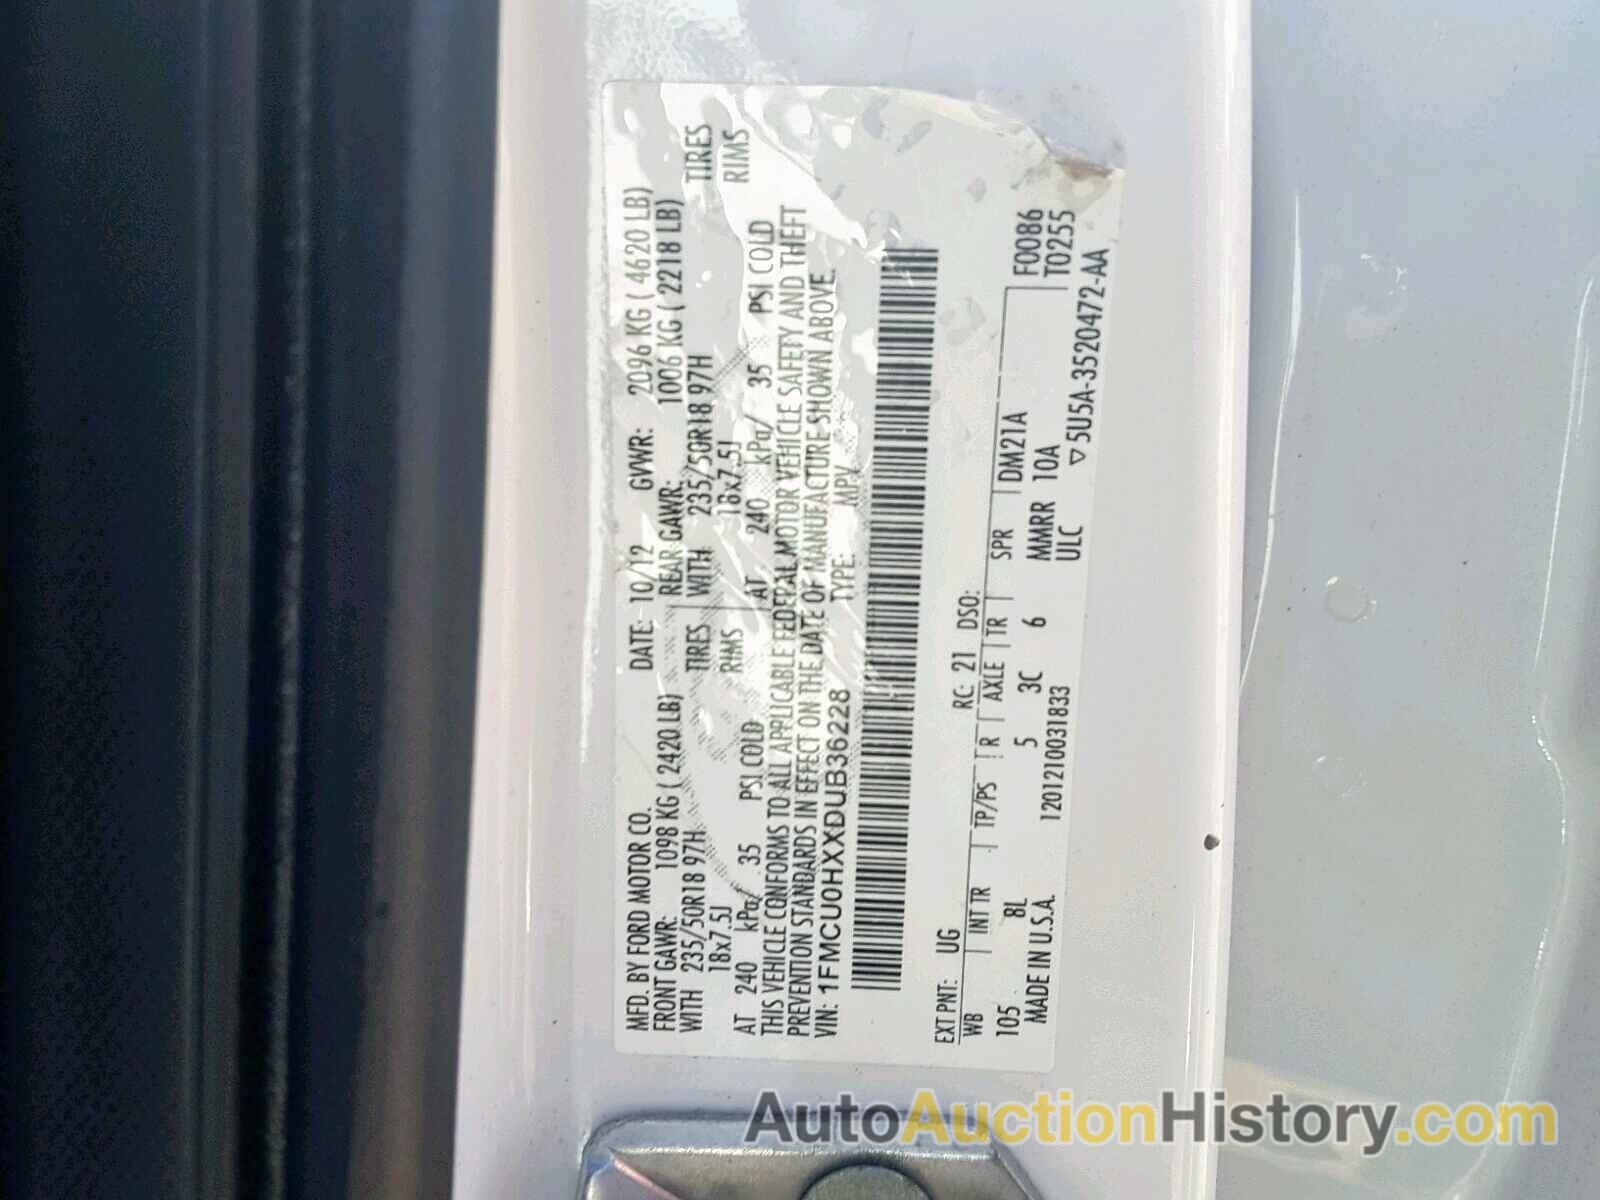 MFD. BY FORD MOTOR CO.
DATE: 10/12 GVWR: 2096 KG ( 4620 LB)
FRONT GAWR: 1098 KG ( 2420 LB) REAR GAWR: 1006 KG ( 2218 LB)
WITH 235/50R18 97H TIRES WITH 235/50R18 97H TIRES
18x7.5J RIMS 18x7.5J RIMS
AT 240 kPa/ 35 PSI COLD AT 240 kPa/ 35 PSI COLD
THIS VEHICLE CONFORMS TO ALL APPLICABLE FEDERAL MOTOR VEHICLE SAFETY AND THEFT
PREVENTION STANDARDS IN EFFECT ON THE DATE OF MANUFACTURE SHOWN ABOVE.
VIN: 1FMCU0HXXDUB36228 TYPE: MPV
F0086
T0255
EXT PNT: UG RC: 21 DSO:
WB INT TR TP/PS R AXLE TR SPR DM21A
105 8L 5 3C 6 MMRR 10A
MADE IN U.S.A. 120121003 1833 ULC
▽5U5A-3520472-AA
AutoAuctionHistory.com